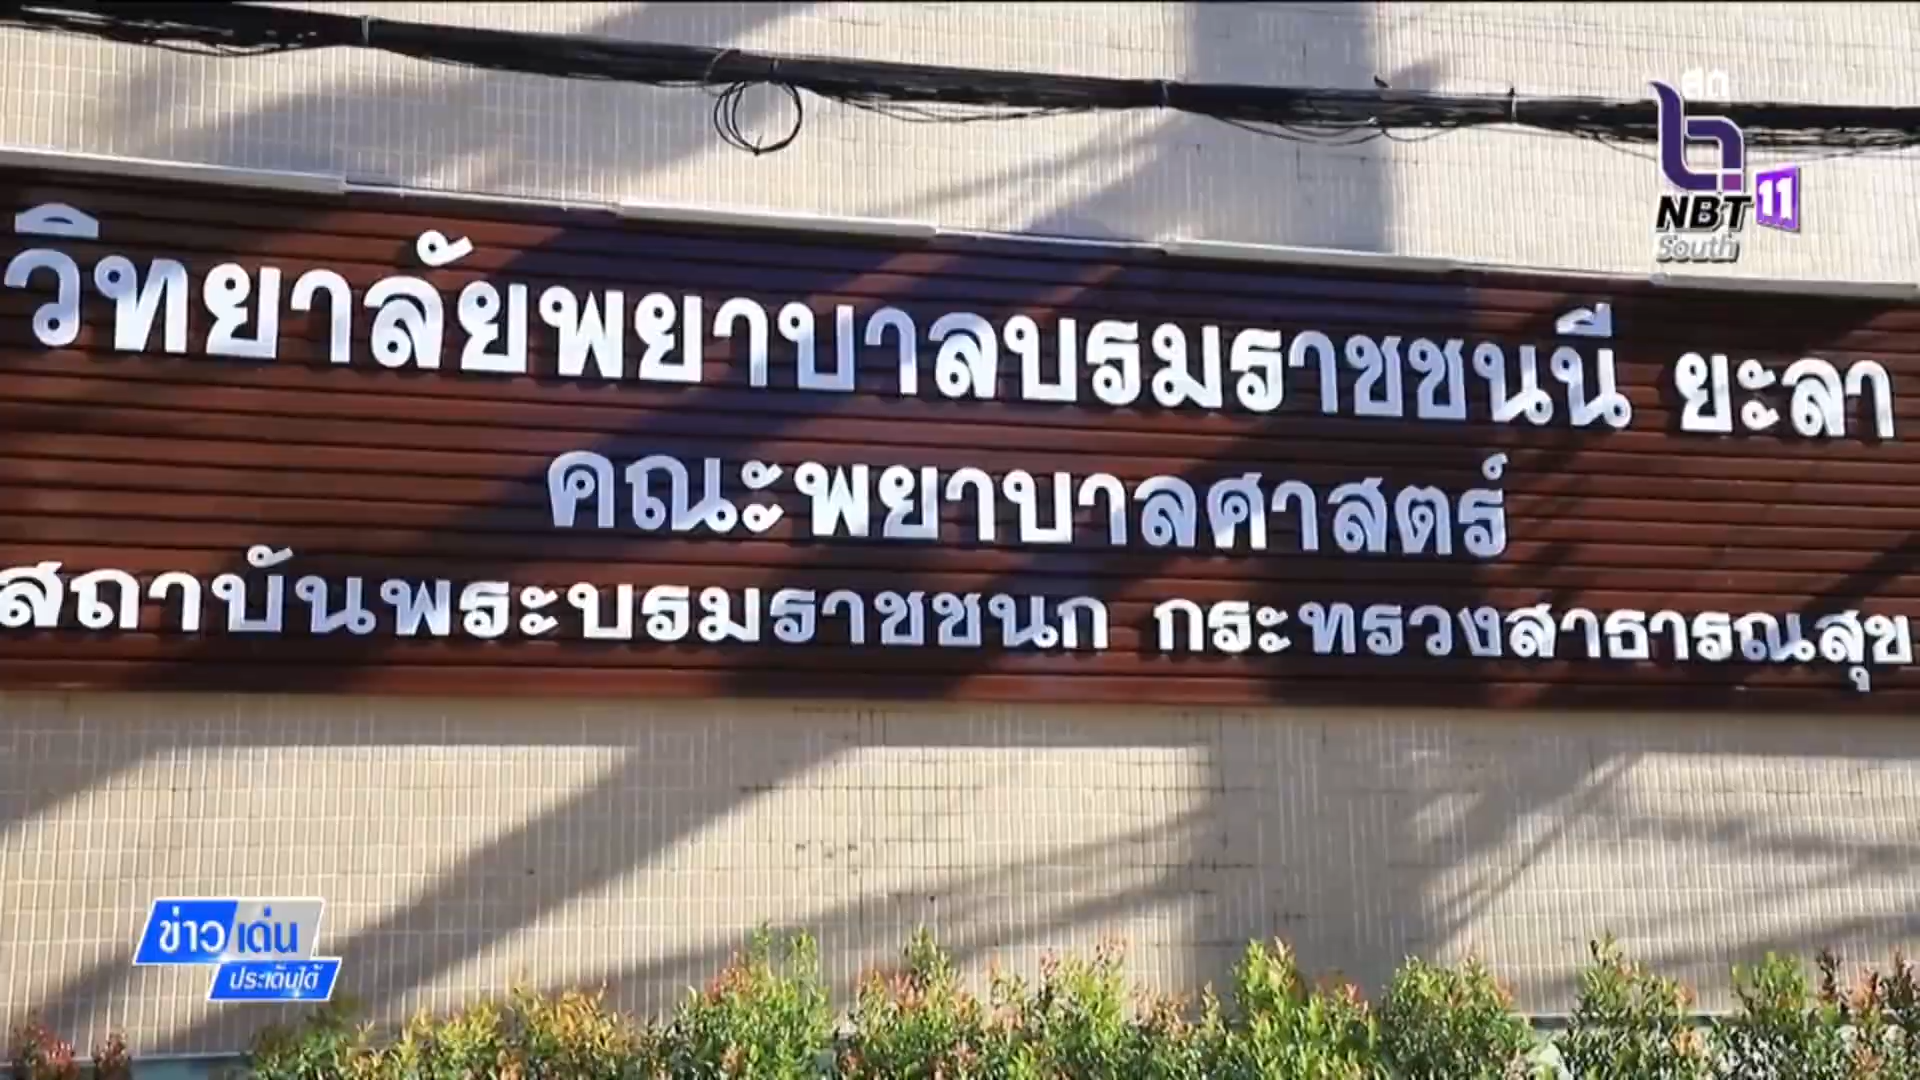 สด
NBT 11
South
วิทยาลัยพยาบาลบรมราชชนนี ยะลา
คณะพยาบาลศาสตร์
สถาบันพระบรมราชชนก กระทรวงสาธารณสุข
ข่าวเด่น
ประเด็นใต้